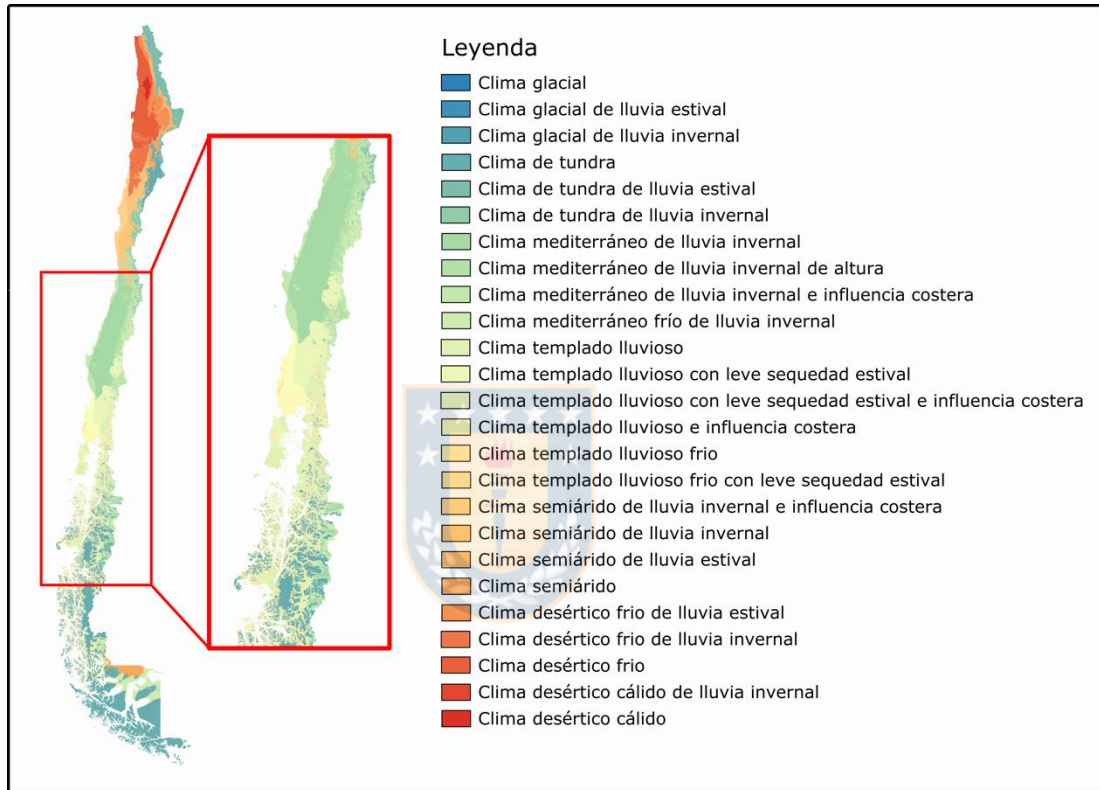 Leyenda
Clima glacial
Clima glacial de lluvia estival
Clima glacial de lluvia invernal
Clima de tundra
Clima de tundra de lluvia estival
Clima de tundra de lluvia invernal
Clima mediterráneo de lluvia invernal
Clima mediterráneo de lluvia invernal de altura
Clima mediterráneo de lluvia invernal e influencia costera
Clima mediterráneo frío de lluvia invernal
Clima templado lluvioso
Clima templado lluvioso con leve sequedad estival
Clima templado lluvioso con leve sequedad estival e influencia costera
Clima templado lluvioso e influencia costera
Clima templado lluvioso frio
Clima templado lluvioso frio con leve sequedad estival
Clima semiárido de lluvia invernal e influencia costera
Clima semiárido de lluvia invernal
Clima semiárido de lluvia estival
Clima semiárido
Clima desértico frio de lluvia estival
Clima desértico frio de lluvia invernal
Clima desértico frio
Clima desértico cálido de lluvia invernal
Clima desértico cálido